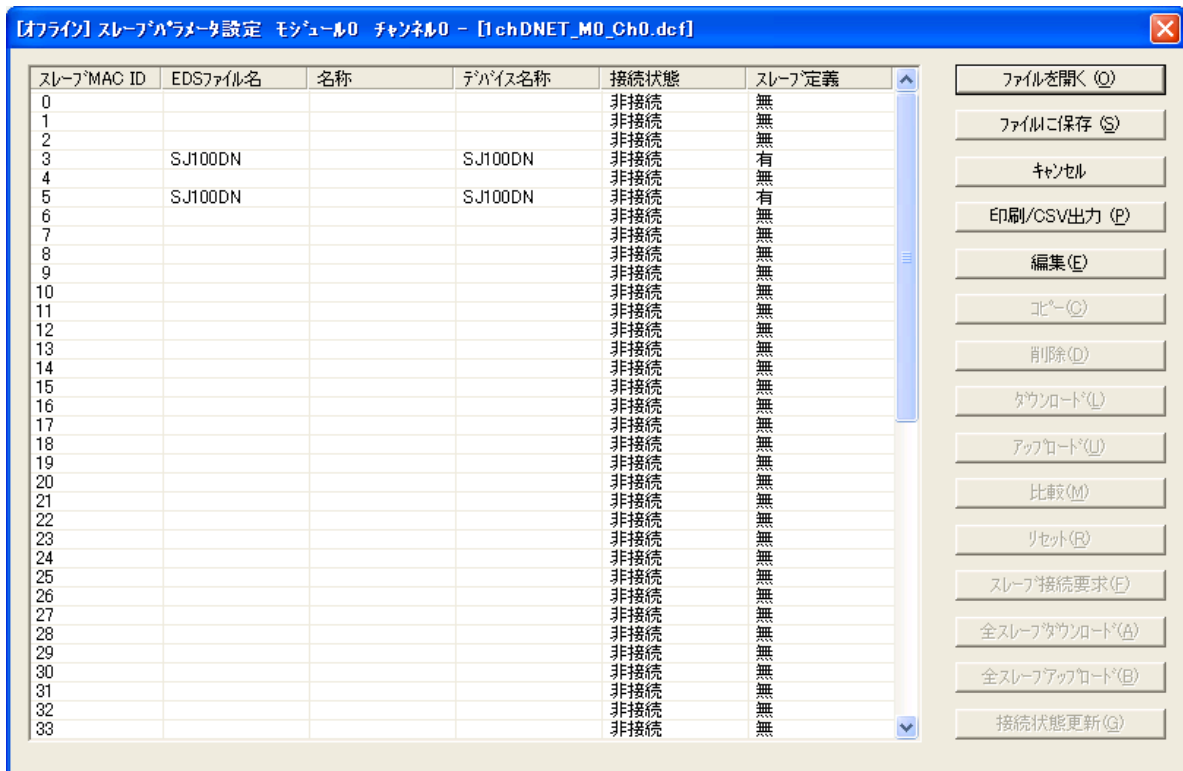 [オフライン] スレーブパラメータ設定 モジュール0 チャンネル0 - [1chDNET_M0_Ch0.dcf]
スレーブMAC ID EDSファイル名 名称 デバイス名称 接続状態 スレーブ定義
0 非接続 無
1 非接続 無
2 非接続 無
3 SJ100DN SJ100DN 非接続 有
4 非接続 無
5 SJ100DN SJ100DN 非接続 有
6 非接続 無
7 非接続 無
8 非接続 無
9 非接続 無
10 非接続 無
11 非接続 無
12 非接続 無
13 非接続 無
14 非接続 無
15 非接続 無
16 非接続 無
17 非接続 無
18 非接続 無
19 非接続 無
20 非接続 無
21 非接続 無
22 非接続 無
23 非接続 無
24 非接続 無
25 非接続 無
26 非接続 無
27 非接続 無
28 非接続 無
29 非接続 無
30 非接続 無
31 非接続 無
32 非接続 無
33 非接続 無
ファイルを開く (O)
ファイルに保存 (S)
キャンセル
印刷/CSV出力 (P)
編集(E)
コピー(C)
削除(D)
ダウンロード(L)
アップロード(U)
比較(M)
リセット(R)
スレーブ接続要求(F)
全スレーブダウンロード(A)
全スレーブアップロード(B)
接続状態更新(G)